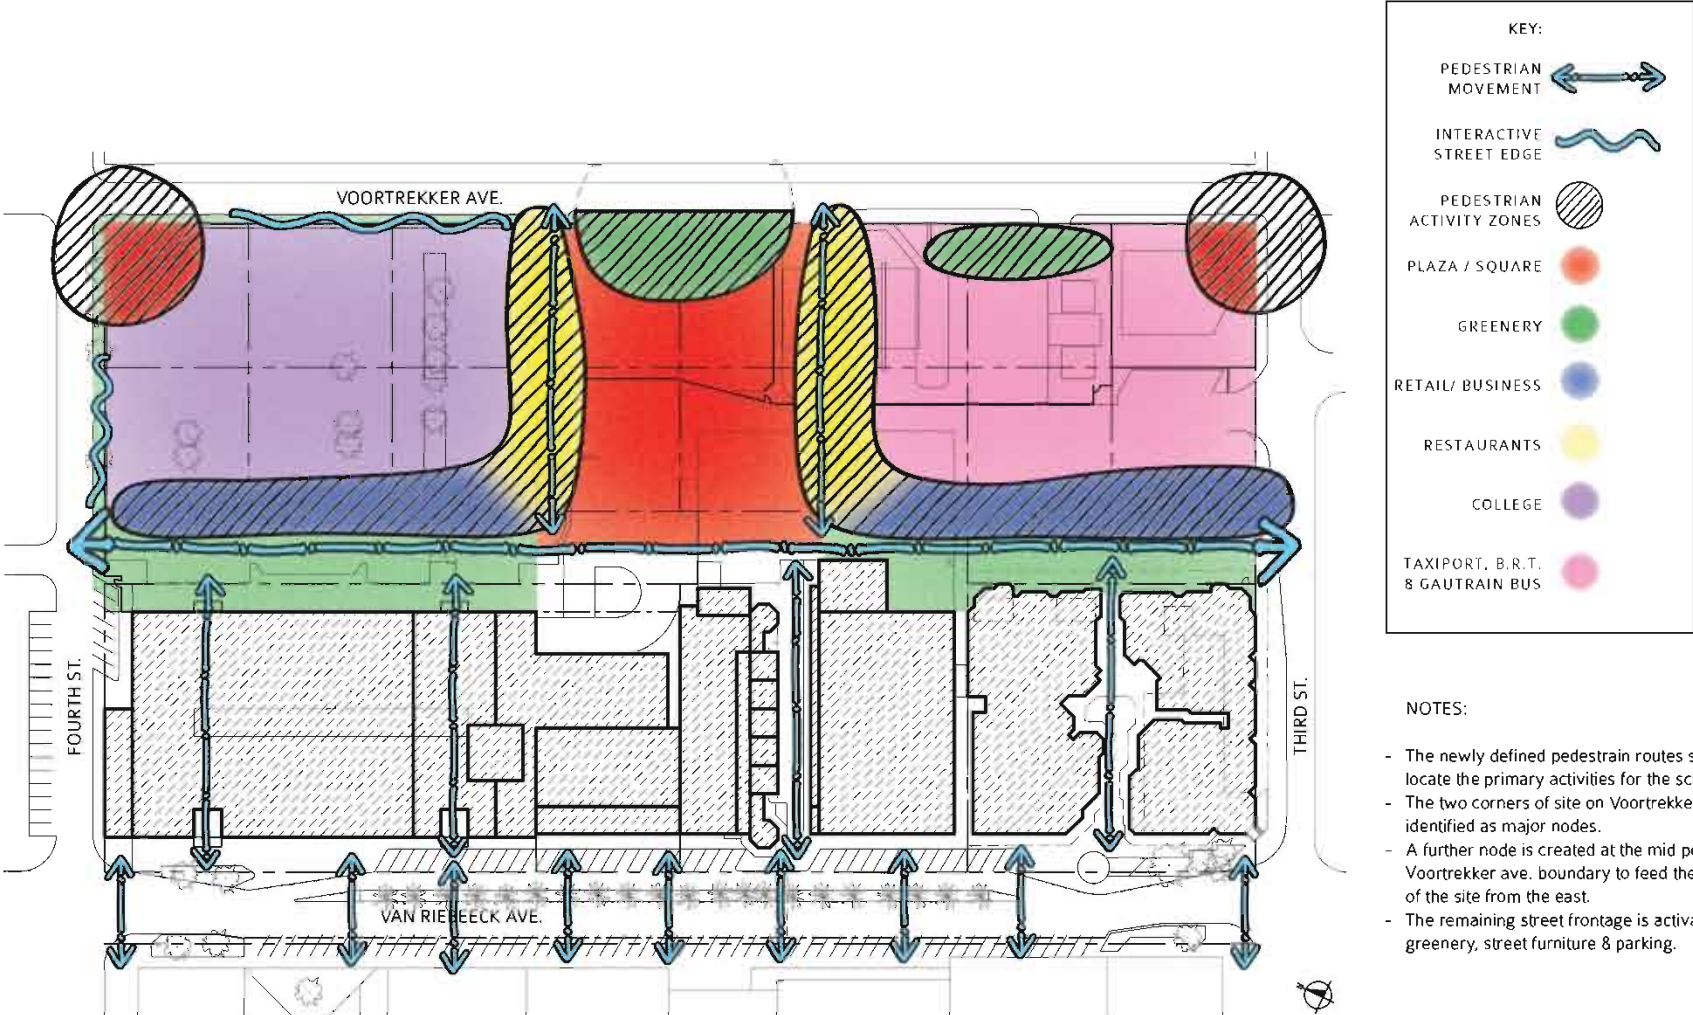 VOORTREKKER AVE.
FOURTH ST.
THIRD ST.
VAN RIEBEECK AVE.
KEY:
PEDESTRIAN
MOVEMENT
INTERACTIVE
STREET EDGE
PEDESTRIAN
ACTIVITY ZONES
PLAZA / SQUARE
GREENERY
RETAIL/ BUSINESS
RESTAURANTS
COLLEGE
TAXIPORT, B.R.T.
& GAUTRAIN BUS
NOTES:
- The newly defined pedestrain routes
locate the primary activities for the
- The two corners of site on
identified as major nodes.
- A further node is created at the mid
Voortrekker ave. boundary to feed the
of the site from the east.
- The remaining street frontage is
greenery, street furniture & parking.